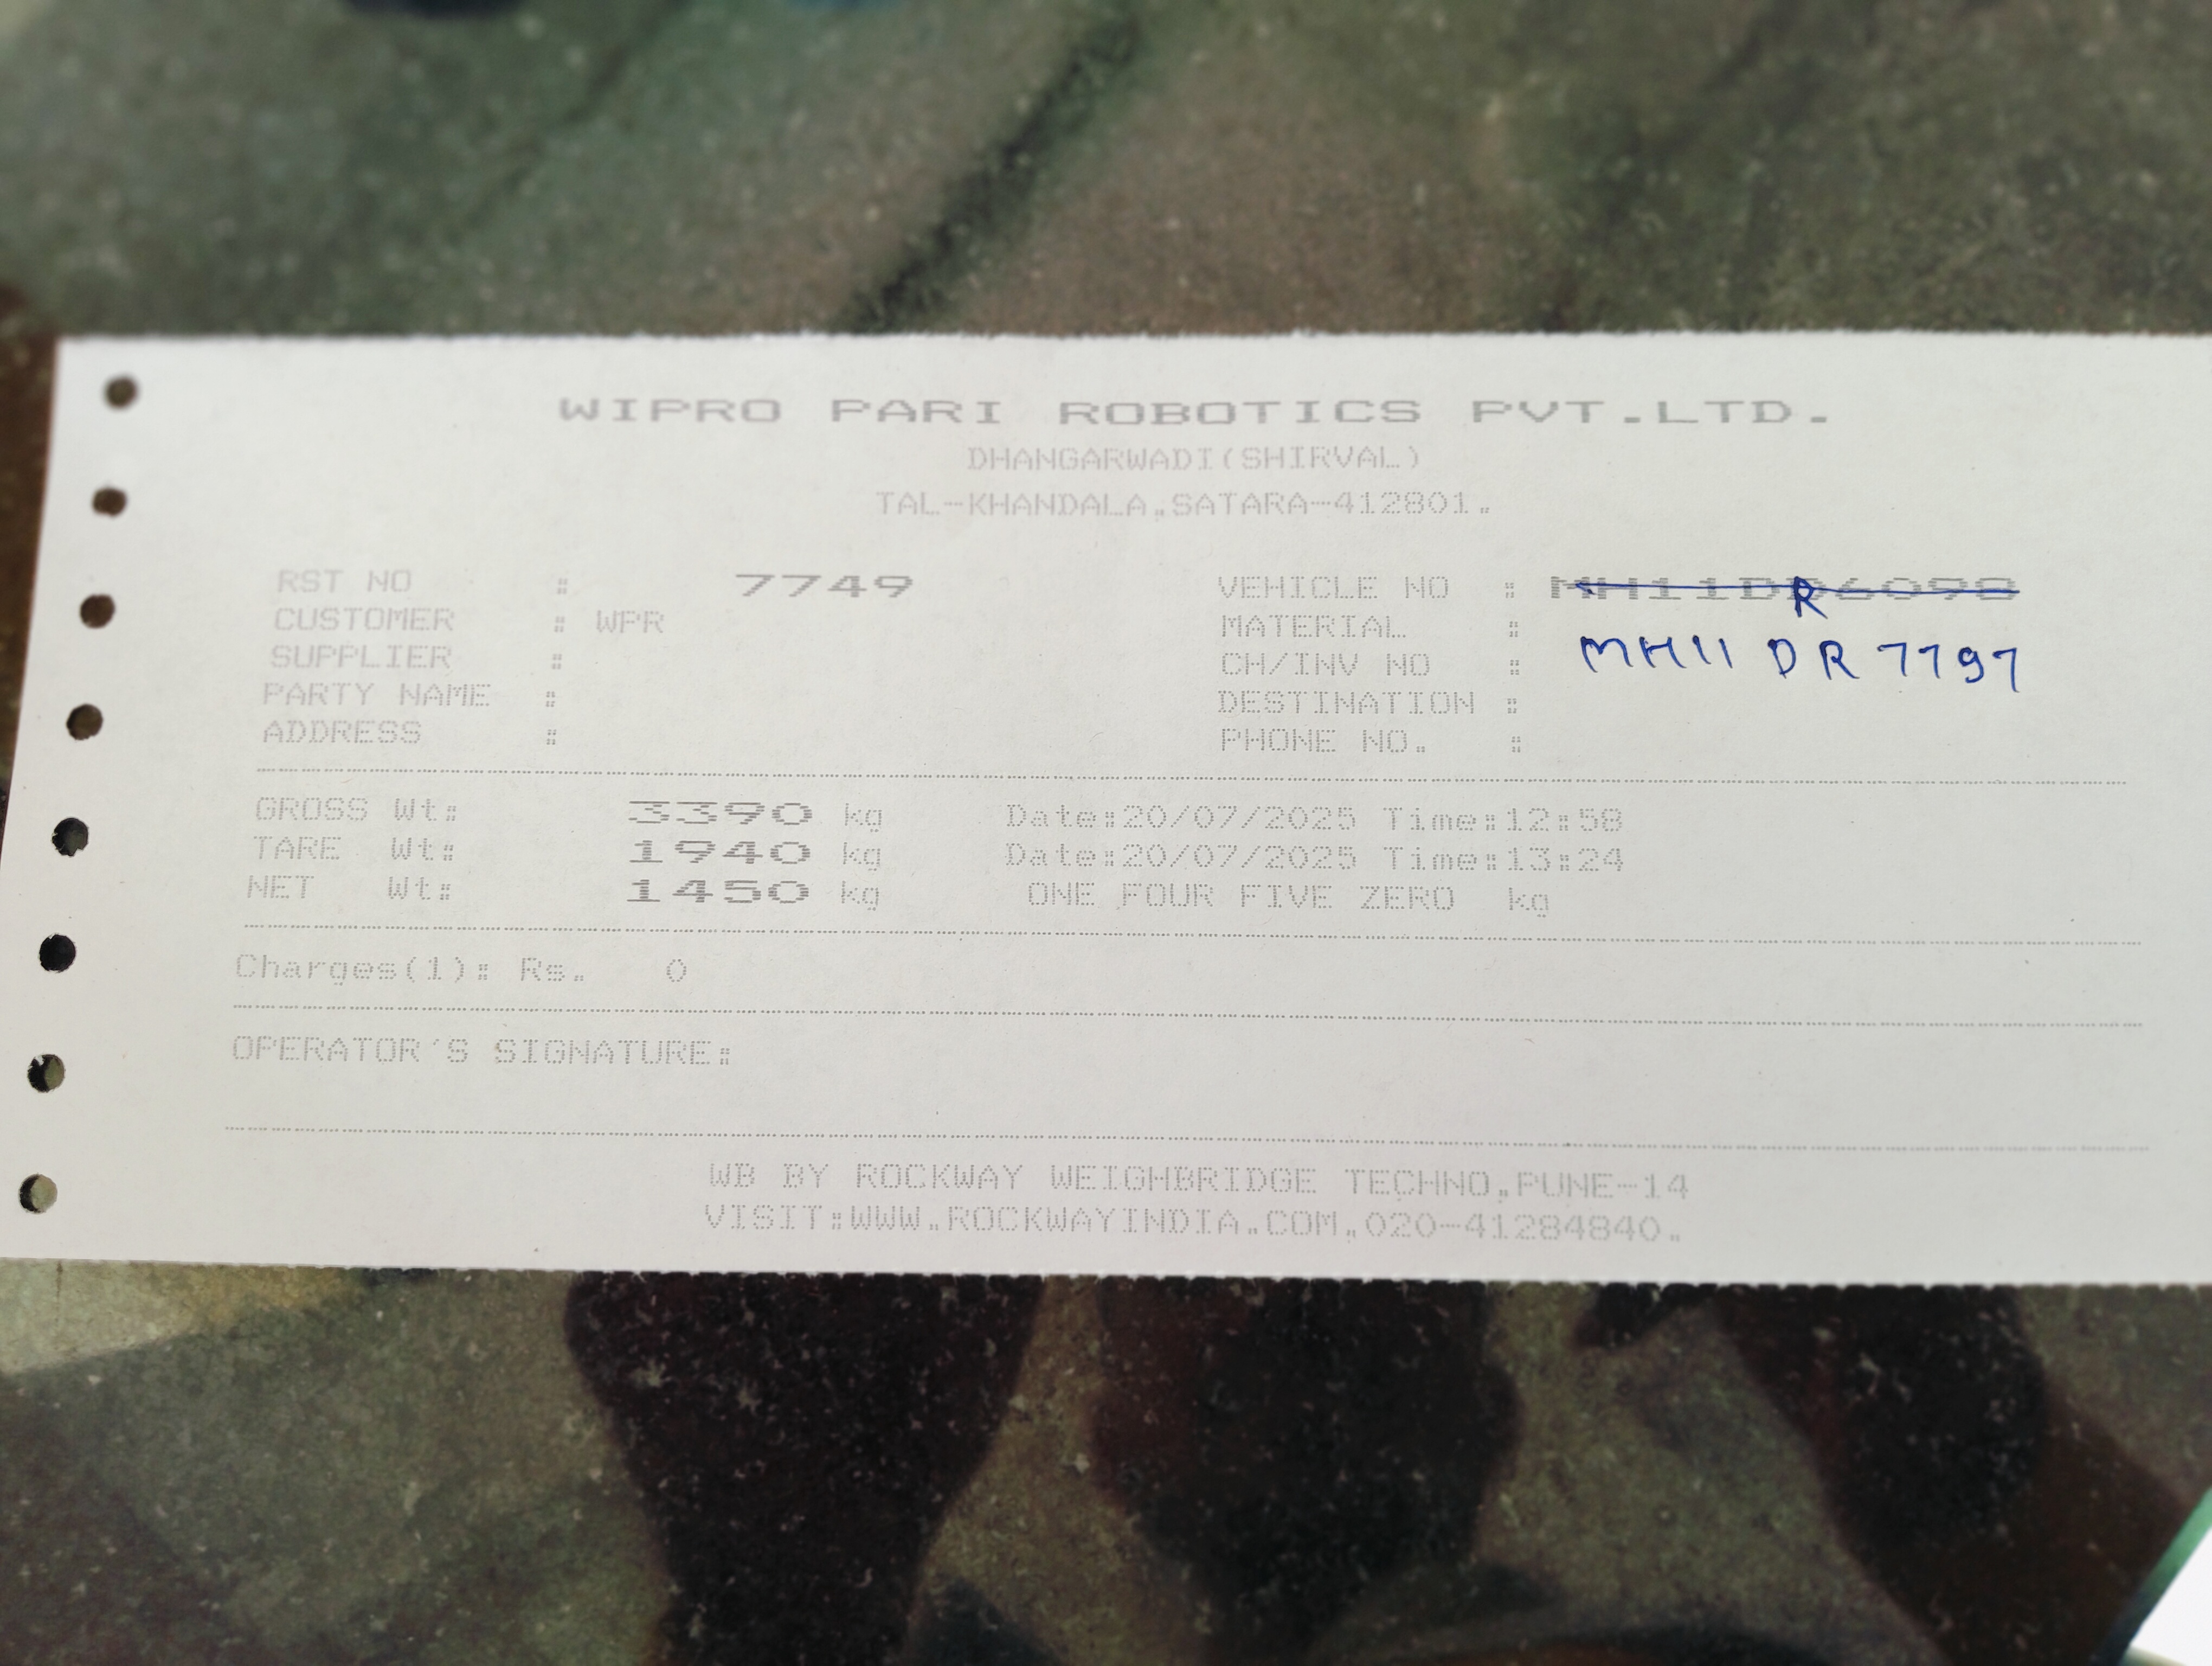 WIPRO PARI ROBOTICS PVT.LTD.
DHANGARWADI(SHIRVAL)
TAL-KHANDALA,SATARA-412801.
RST NO : 7749 VEHICLE NO : MH11DD6098
R
CUSTOMER : WPR MATERIAL :
MH11 DR 7797
SUPPLIER : CH/INV NO :
PARTY NAME : DESTINATION :
ADDRESS : PHONE NO. :
GROSS Wt: 3390 kg Date:20/07/2025 Time:12:58
TARE Wt: 1940 kg Date:20/07/2025 Time:13:24
NET Wt: 1450 kg ONE FOUR FIVE ZERO kg
Charges(1): Rs. 0
OPERATOR'S SIGNATURE:
WB BY ROCKWAY WEIGHBRIDGE TECHNO,PUNE-14
VISIT:WWW.ROCKWAYINDIA.COM,020-41284840.